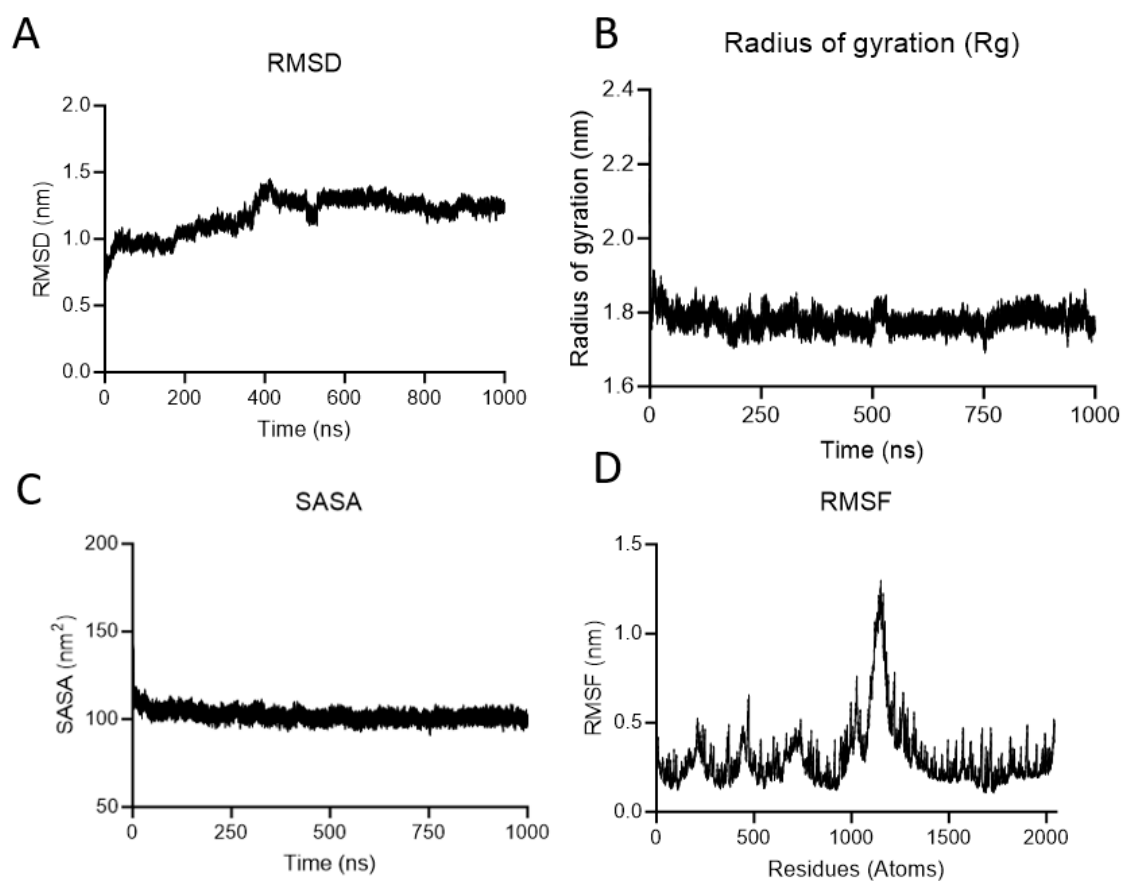 A
RMSD
2.0
1.5
1.0
0.5
0.0
RMSD (nm)
0 200 400 600 800 1000
Time (ns)
B
Radius of gyration (Rg)
2.4
2.2
2.0
1.8
1.6
Radius of gyration (nm)
0 250 500 750 1000
Time (ns)
C
SASA
200
150
100
50
SASA (nm²)
0 250 500 750 1000
Time (ns)
D
RMSF
1.5
1.0
0.5
0.0
RMSF (nm)
0 500 1000 1500 2000
Residues (Atoms)